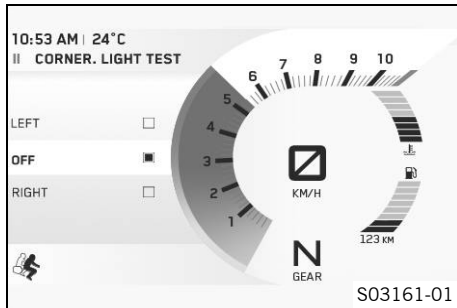 10:53 AM | 24°C
II CORNER. LIGHT TEST
LEFT
OFF
RIGHT
1
2
3
4
5
6
7
8
9
10
0
KM/H
N
GEAR
123 KM
S03161-01